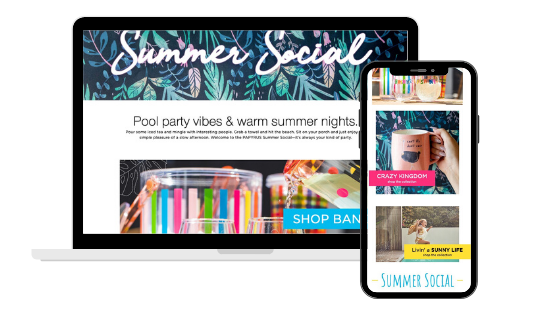 Summer Social
Pool party vibes & warm summer nights.
Pour some iced tea and mingle with interesting people. Grab a towel and hit the beach. Sit on your porch and just enjoy
simple pleasure of a slow afternoon. Welcome to the PAPYRUS Summer Social—it's always your kind of party.
SHOP BAN
CRAZY KINGDOM
shop the collection
Livin' a SUNNY LIFE
shop the collection
SUMMER SOCIAL